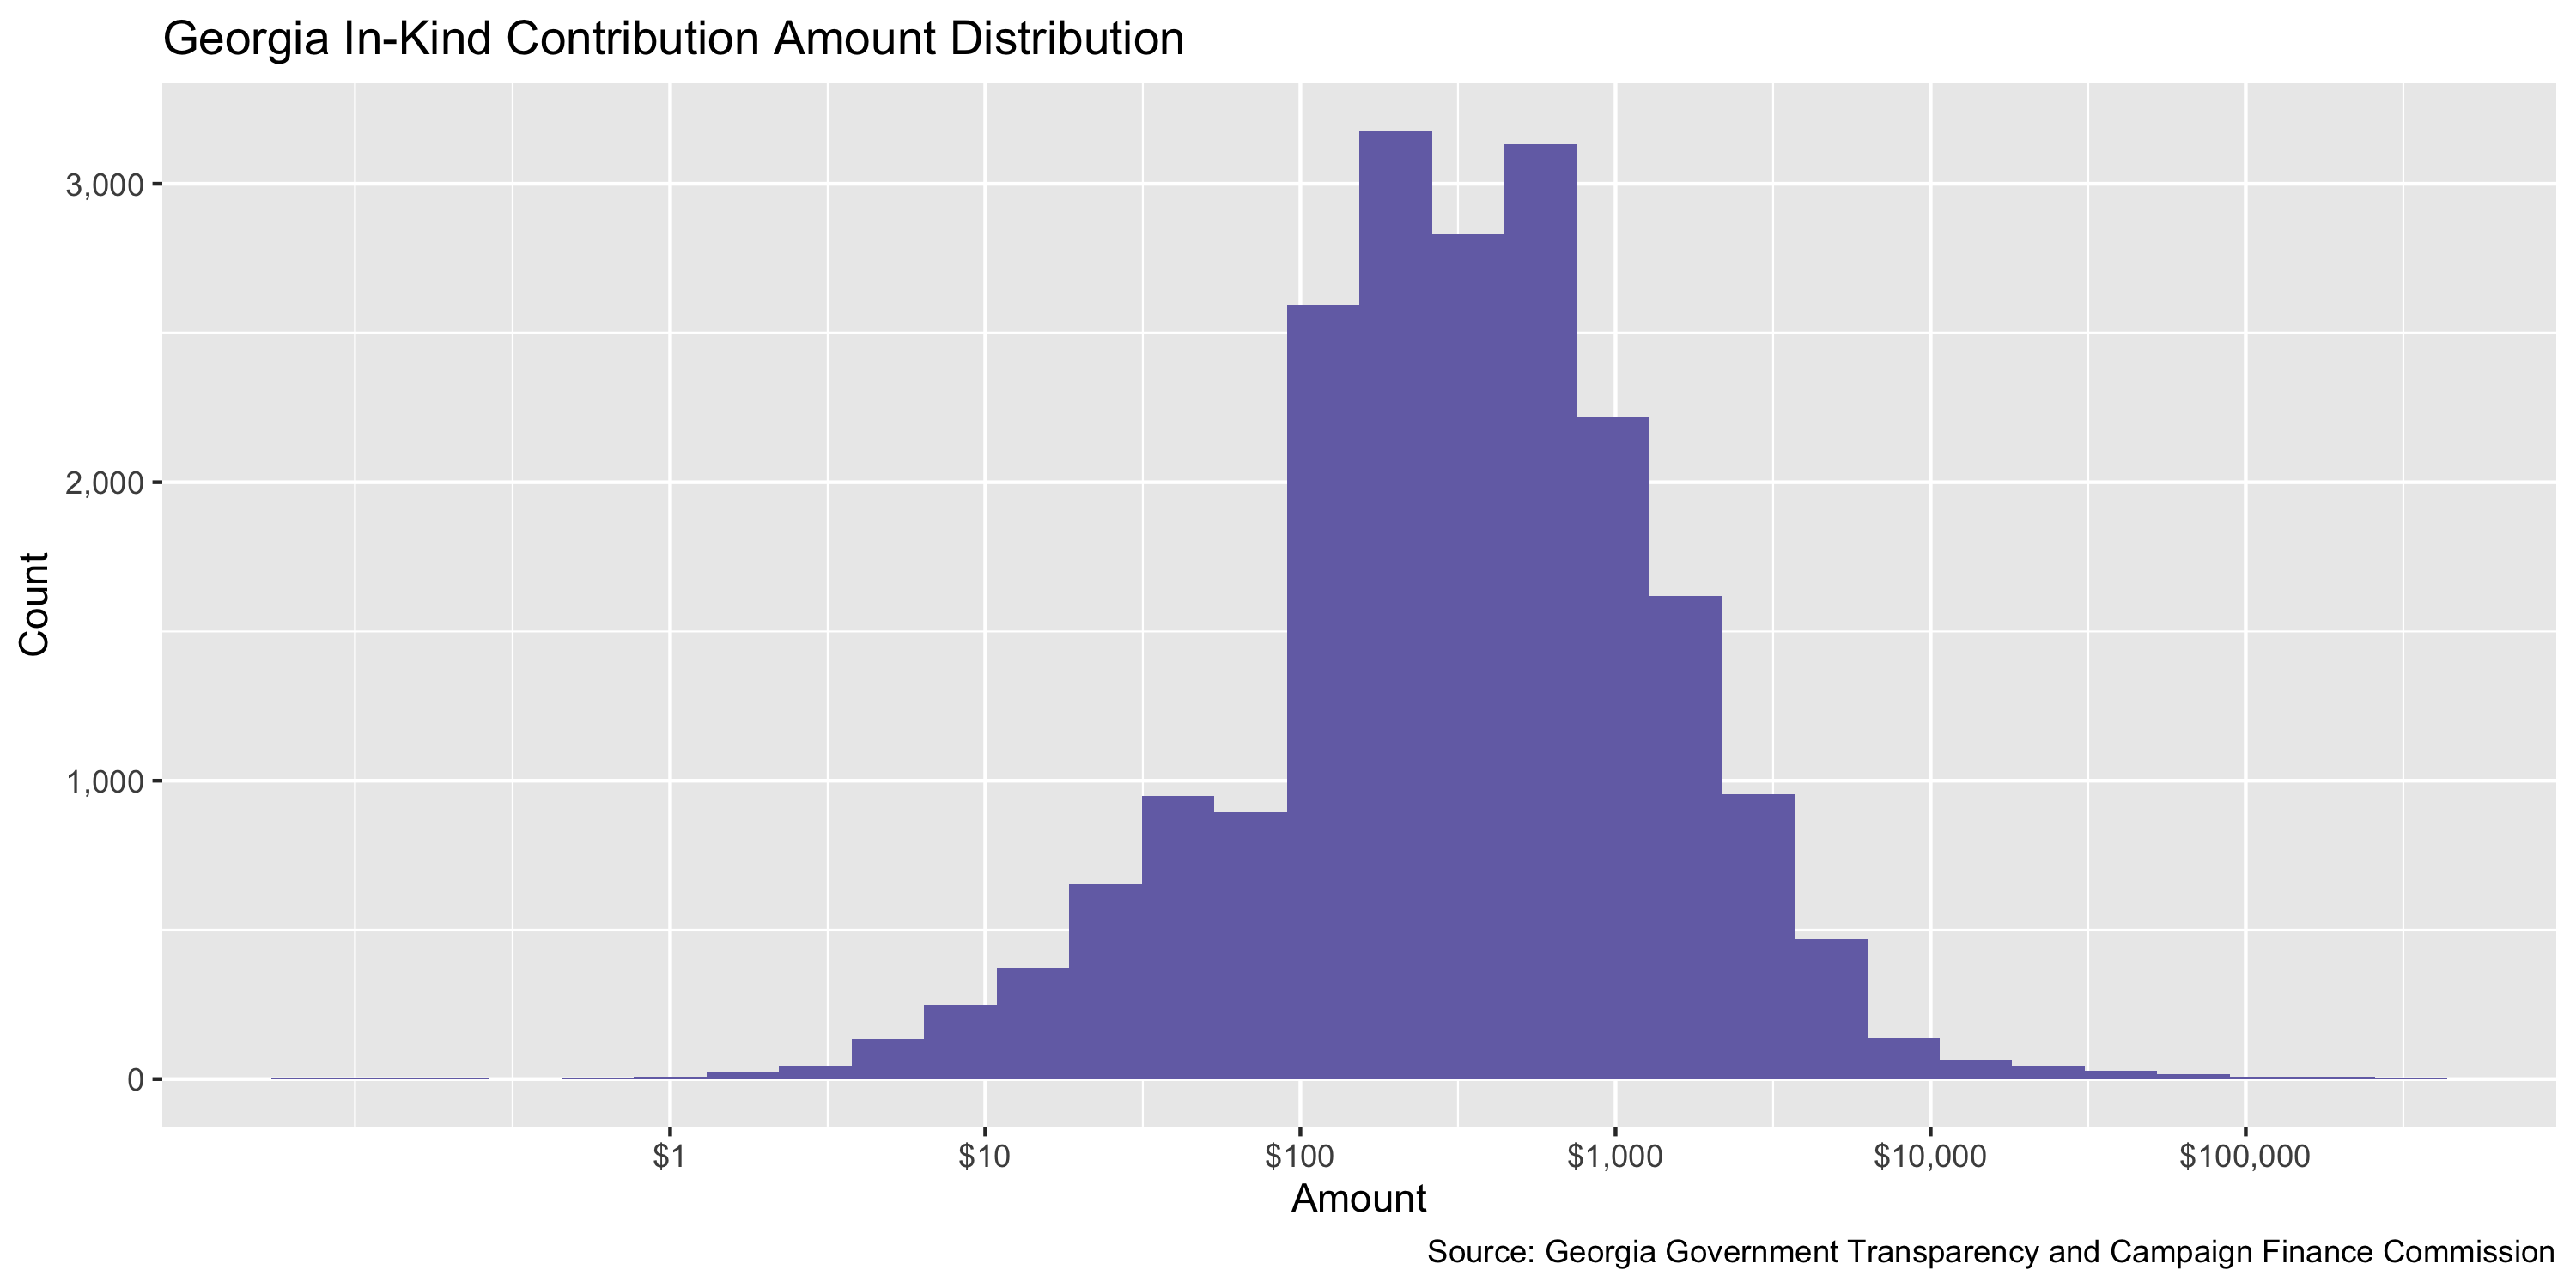 Georgia In-Kind Contribution Amount Distribution
3,000
2,000
1,000
0
Count
$1
$10
$100
$1,000
$10,000
$100,000
Amount
Source: Georgia Government Transparency and Campaign Finance Commission